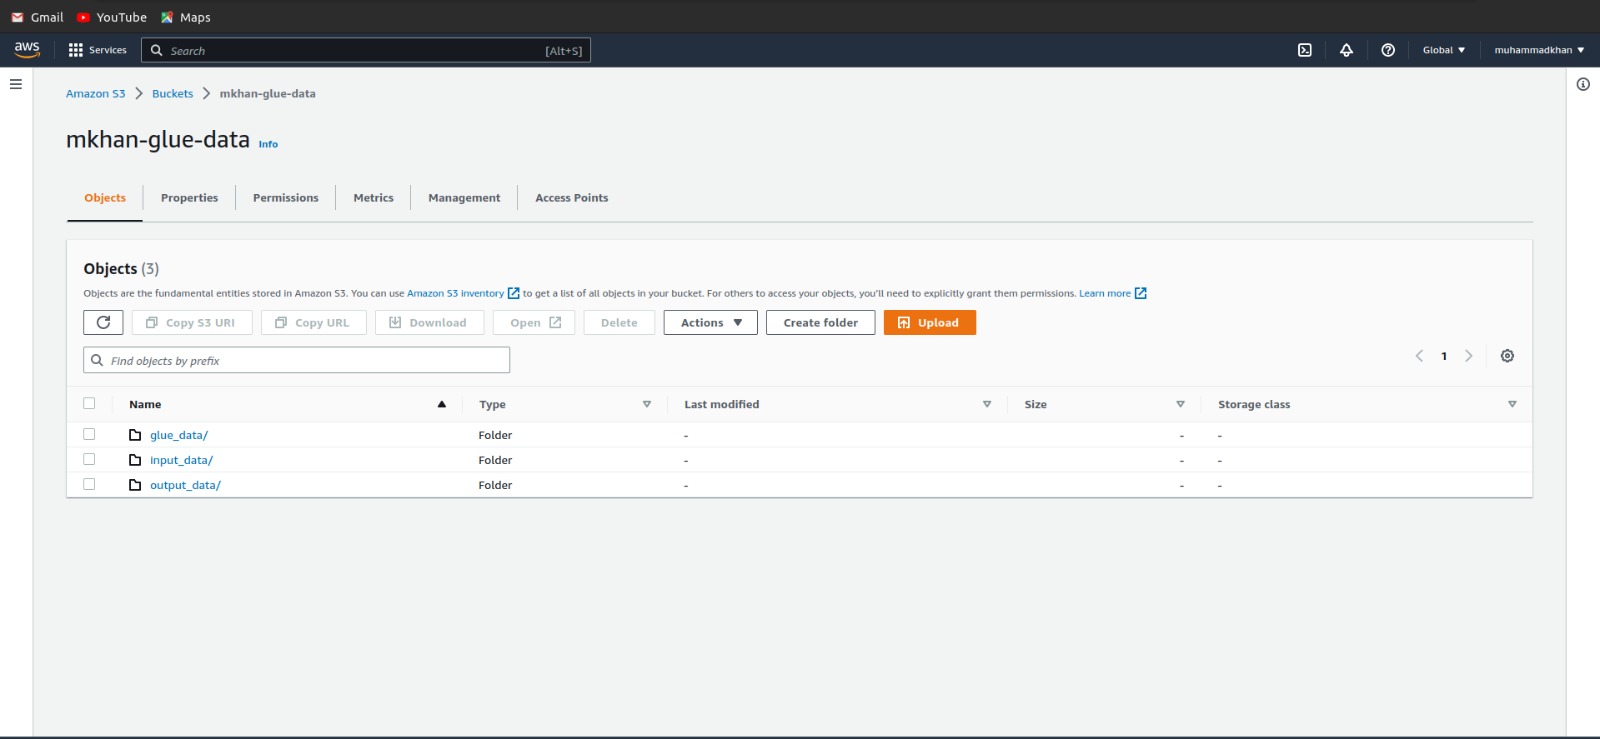 Gmail YouTube Maps
aws Services Search [Alt+S] Global muhammadkhan
Amazon S3 Buckets mkhan-glue-data
mkhan-glue-data Info
Objects Properties Permissions Metrics Management Access Points
Objects (3)
Objects are the fundamental entities stored in Amazon S3. You can use Amazon S3 inventory to get a list of all objects in your bucket. For others to access your objects, you'll need to explicitly grant them permissions. Learn more
Copy S3 URI Copy URL Download Open Delete Actions Create folder Upload
Find objects by prefix 1
Name Type Last modified Size Storage class
glue_data/ Folder - - -
input_data/ Folder - - -
output_data/ Folder - - -